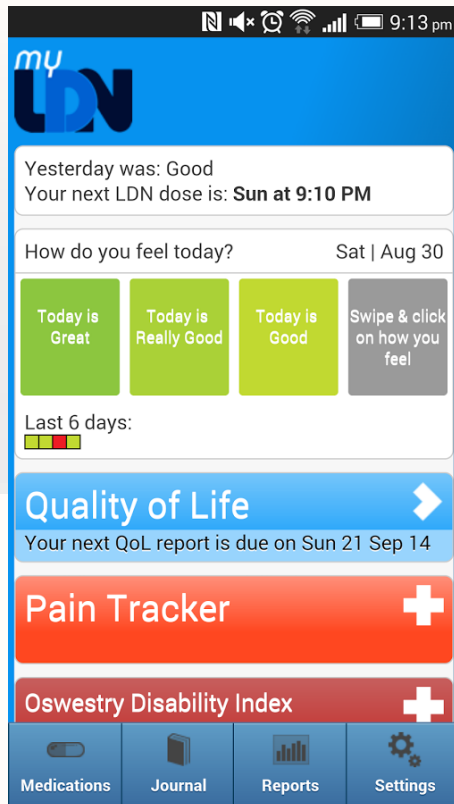 9:13 pm
my
LDN
Yesterday was: Good
Your next LDN dose is: Sun at 9:10 PM
How do you feel today? Sat | Aug 30
Today is
Great
Today is
Really Good
Today is
Good
Swipe & click
on how you
feel
Last 6 days:
Quality of Life
Your next QoL report is due on Sun 21 Sep 14
Pain Tracker
Oswestry Disability Index
Medications Journal Reports Settings